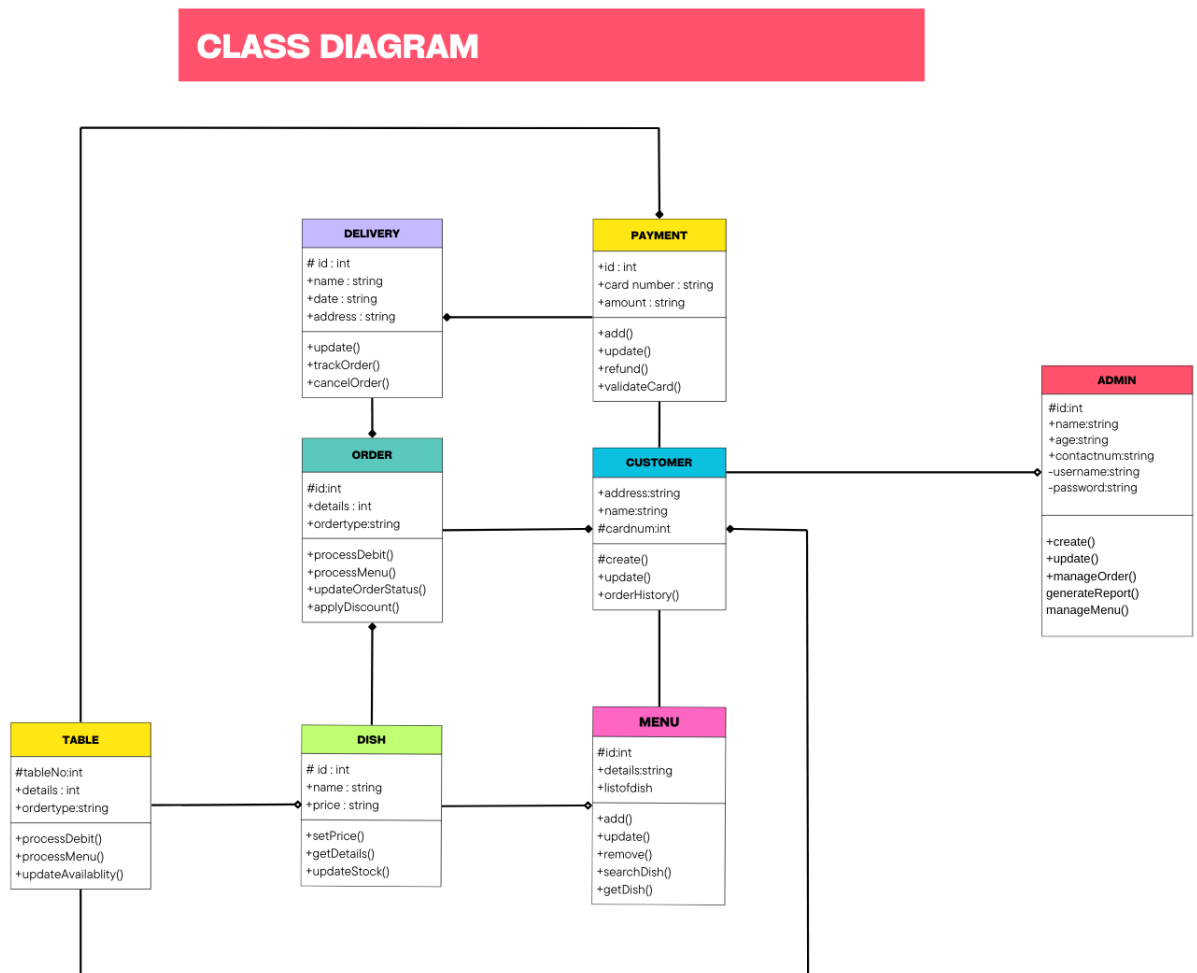 CLASS DIAGRAM
DELIVERY
# id : int
+name : string
+date : string
+address : string
+update()
+trackOrder()
+cancelOrder()
PAYMENT
+id : int
+card number : string
+amount : string
+add()
+update()
+refund()
+validateCard()
ADMIN
#id:int
+name:string
+age:string
+contactnum:string
-username:string
-password:string
+create()
+update()
+manageOrder()
generateReport()
manageMenu()
ORDER
#id:int
+details : int
+ordertype:string
+processDebit()
+processMenu()
+updateOrderStatus()
+applyDiscount()
CUSTOMER
+address:string
+name:string
#cardnum:int
#create()
+update()
+orderHistory()
TABLE
#tableNo:int
+details : int
+ordertype:string
+processDebit()
+processMenu()
+updateAvailablity()
DISH
# id : int
+name : string
+price : string
+setPrice()
+getDetails()
+updateStock()
MENU
#id:int
+details:string
+listofdish
+add()
+update()
+remove()
+searchDish()
+getDish()